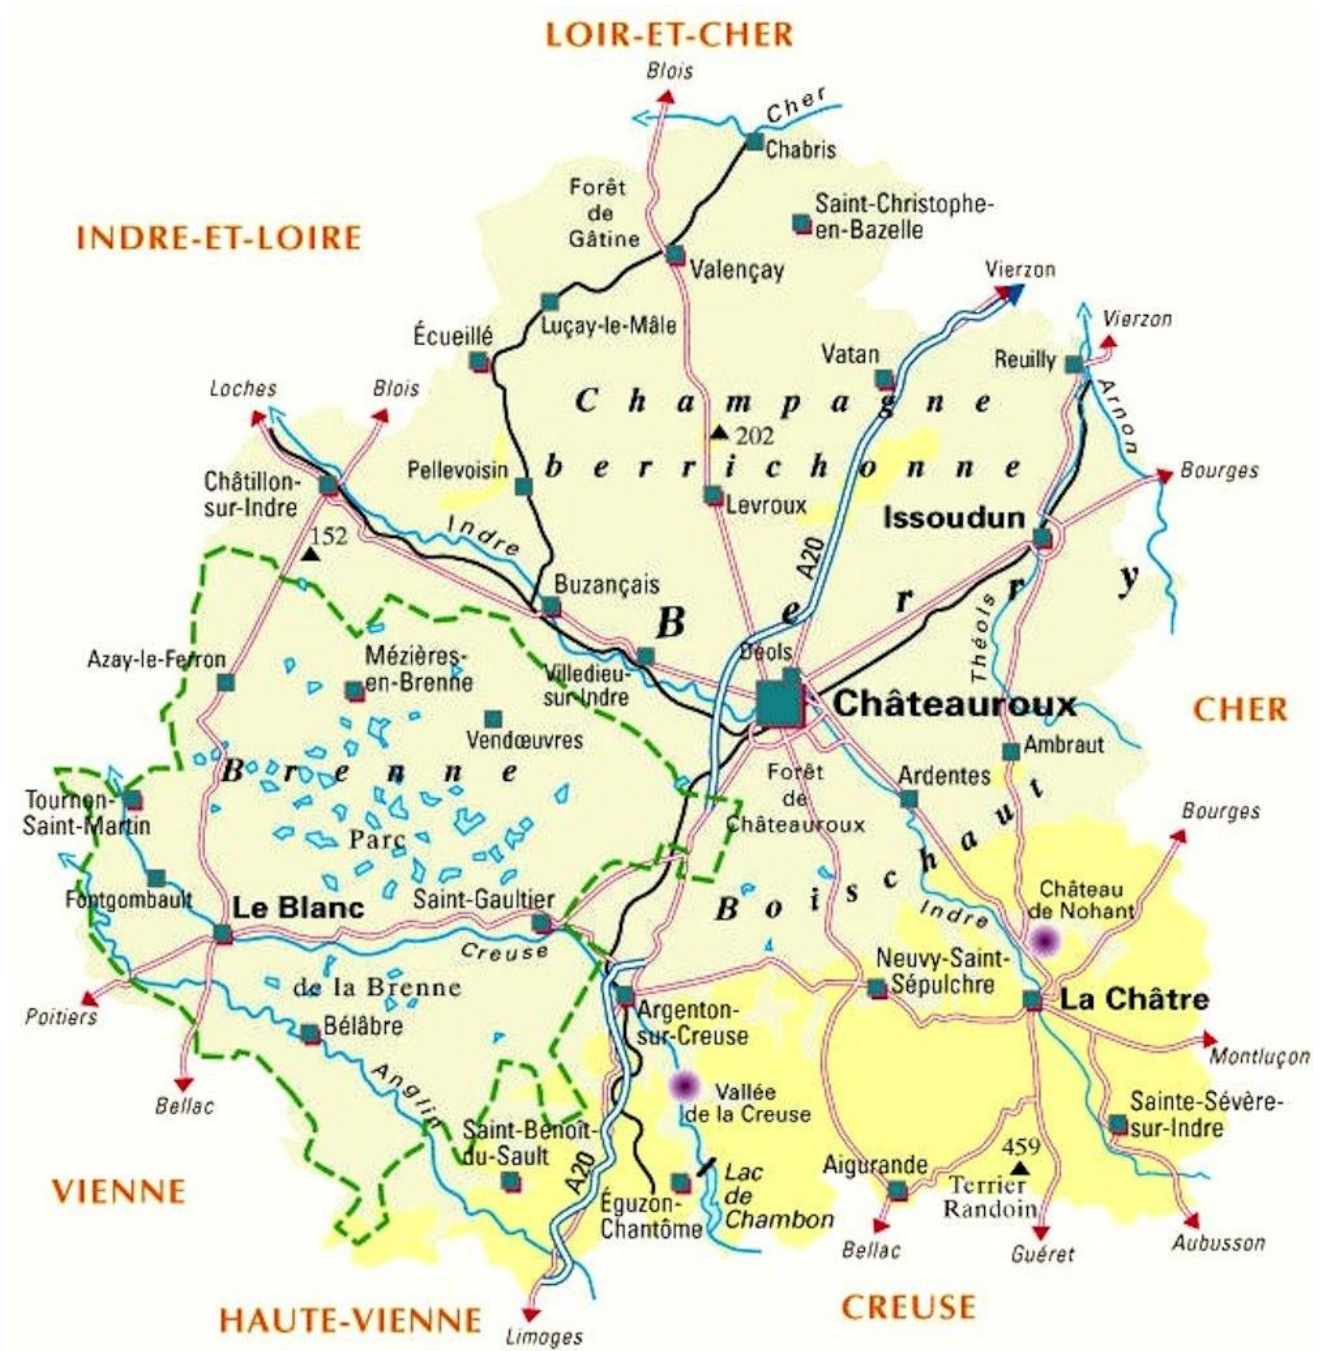 LOIR-ET-CHER
Blois
Cher
Chabris
Forêt
de
Gâtine
Saint-Christophe-
en-Bazelle
INDRE-ET-LOIRE
Valençay
Vierzon
Luçay-le-Mâle
Écueillé
Vierzon
Vatan
Reuilly
Loches
Blois
Champagne
Arnon
202
Pellevoisin
berrichonne
Bourges
Châtillon-
sur-Indre
Levroux
Issoudun
Indre
152
A20
Buzançais
Berry
Théols
Azay-le-Ferron
Mézières-
en-Brenne
Villedieu-
sur-Indre
Déols
Châteauroux
CHER
Vendœuvres
Ambraut
Brenne
Forêt
de
Châteauroux
Ardentes
Tournon-
Saint-Martin
Parc
Bourges
Boischaut
Fontgombault
Le Blanc
Saint-Gaultier
Château
de Nohant
Indre
Creuse
Neuvy-Saint-
Sépulchre
de la Brenne
Poitiers
Argenton-
sur-Creuse
La Châtre
Bélâbre
Montluçon
Anglin
Vallée
de la Creuse
Bellac
Saint-Benoît-
du-Sault
Sainte-Sévère-
sur-Indre
459
Terrier
Randoin
Aigurande
VIENNE
A20
Éguzon-
Chantôme
Lac
de
Chambon
Bellac
Guéret
Aubusson
HAUTE-VIENNE
CREUSE
Limoges